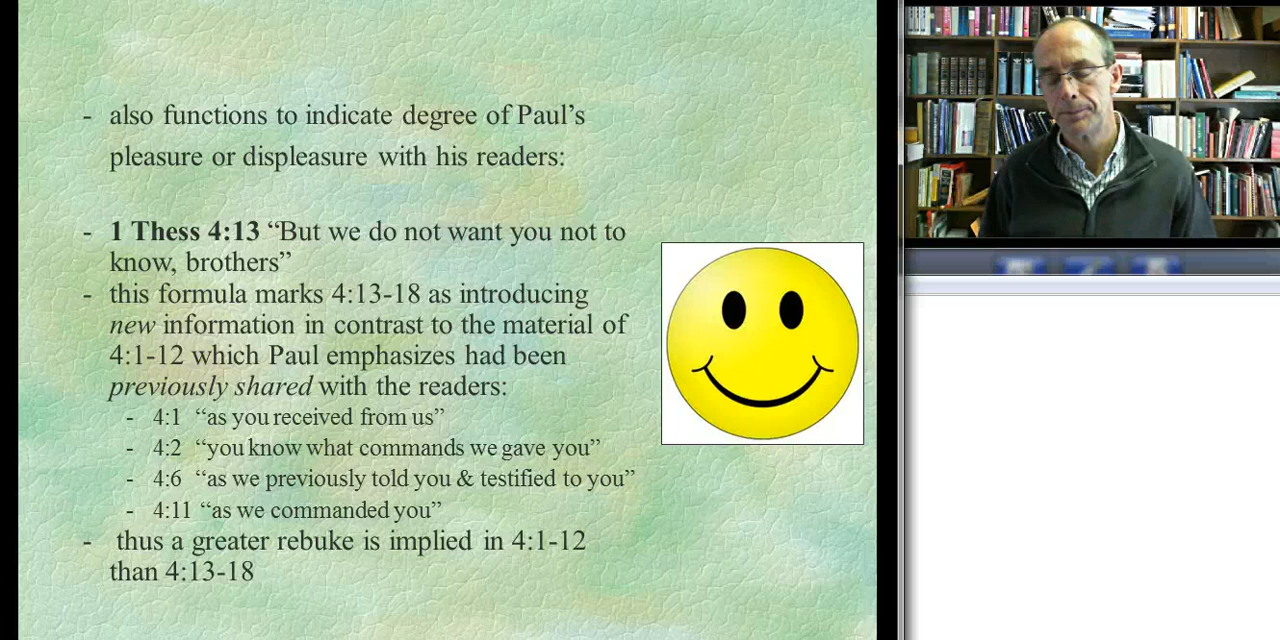 - also functions to indicate degree of Paul’s
pleasure or displeasure with his readers:
- 1 Thess 4:13 “But we do not want you not to
know, brothers”
- this formula marks 4:13-18 as introducing
new information in contrast to the material of
4:1-12 which Paul emphasizes had been
previously shared with the readers:
- 4:1 “as you received from us”
- 4:2 “you know what commands we gave you”
- 4:6 “as we previously told you & testified to you”
- 4:11 “as we commanded you”
- thus a greater rebuke is implied in 4:1-12
than 4:13-18